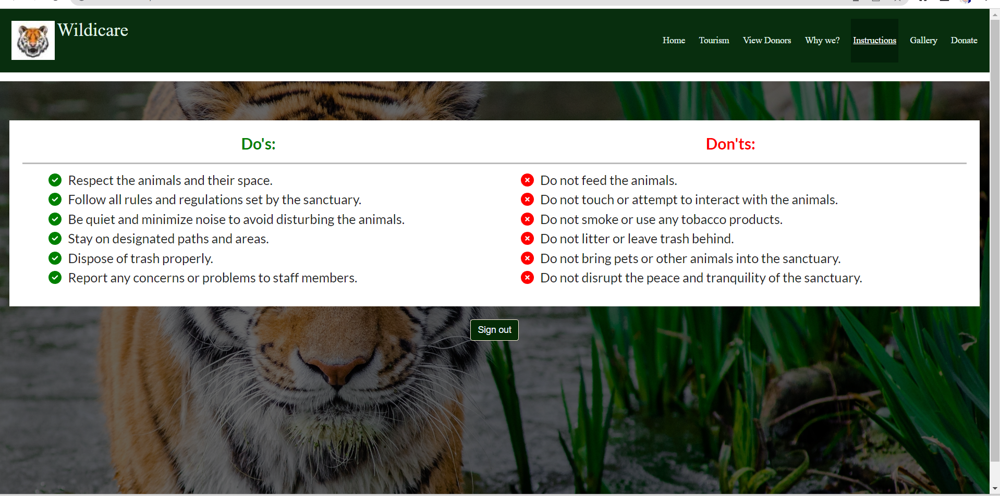 Wildicare
Home Tourism View Donors Why we? Instructions Gallery Donate
Do's:
Respect the animals and their space.
Follow all rules and regulations set by the sanctuary.
Be quiet and minimize noise to avoid disturbing the animals.
Stay on designated paths and areas.
Dispose of trash properly.
Report any concerns or problems to staff members.
Don'ts:
Do not feed the animals.
Do not touch or attempt to interact with the animals.
Do not smoke or use any tobacco products.
Do not litter or leave trash behind.
Do not bring pets or other animals into the sanctuary.
Do not disrupt the peace and tranquility of the sanctuary.
Sign out